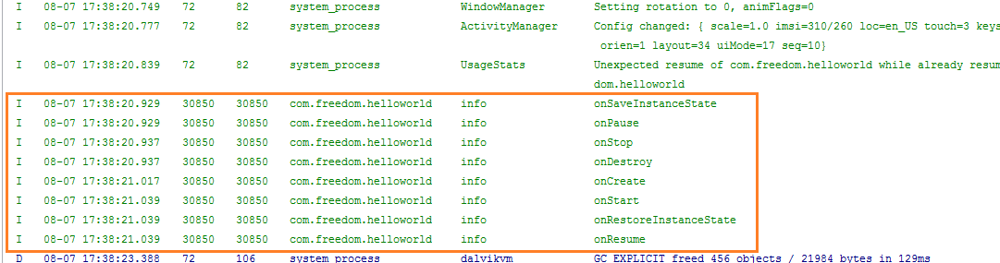 I 08-07 17:38:20.749 72 82 system_process WindowManager Setting rotation to 0, animFlags=0
I 08-07 17:38:20.777 72 82 system_process ActivityManager Config changed: { scale=1.0 imsi=310/260 loc=en_US touch=3 keys
orien=1 layout=34 uiMode=17 seq=10}
I 08-07 17:38:20.839 72 82 system_process UsageStats Unexpected resume of com.freedom.helloworld while already resum
dom.helloworld
I 08-07 17:38:20.929 30850 30850 com.freedom.helloworld info onSaveInstanceState
I 08-07 17:38:20.929 30850 30850 com.freedom.helloworld info onPause
I 08-07 17:38:20.937 30850 30850 com.freedom.helloworld info onStop
I 08-07 17:38:20.937 30850 30850 com.freedom.helloworld info onDestroy
I 08-07 17:38:21.017 30850 30850 com.freedom.helloworld info onCreate
I 08-07 17:38:21.039 30850 30850 com.freedom.helloworld info onStart
I 08-07 17:38:21.039 30850 30850 com.freedom.helloworld info onRestoreInstanceState
I 08-07 17:38:21.039 30850 30850 com.freedom.helloworld info onResume
D 08-07 17:38:23.388 72 106 system_process dalvikvm GC_EXPLICIT freed 456 objects / 21984 bytes in 129ms